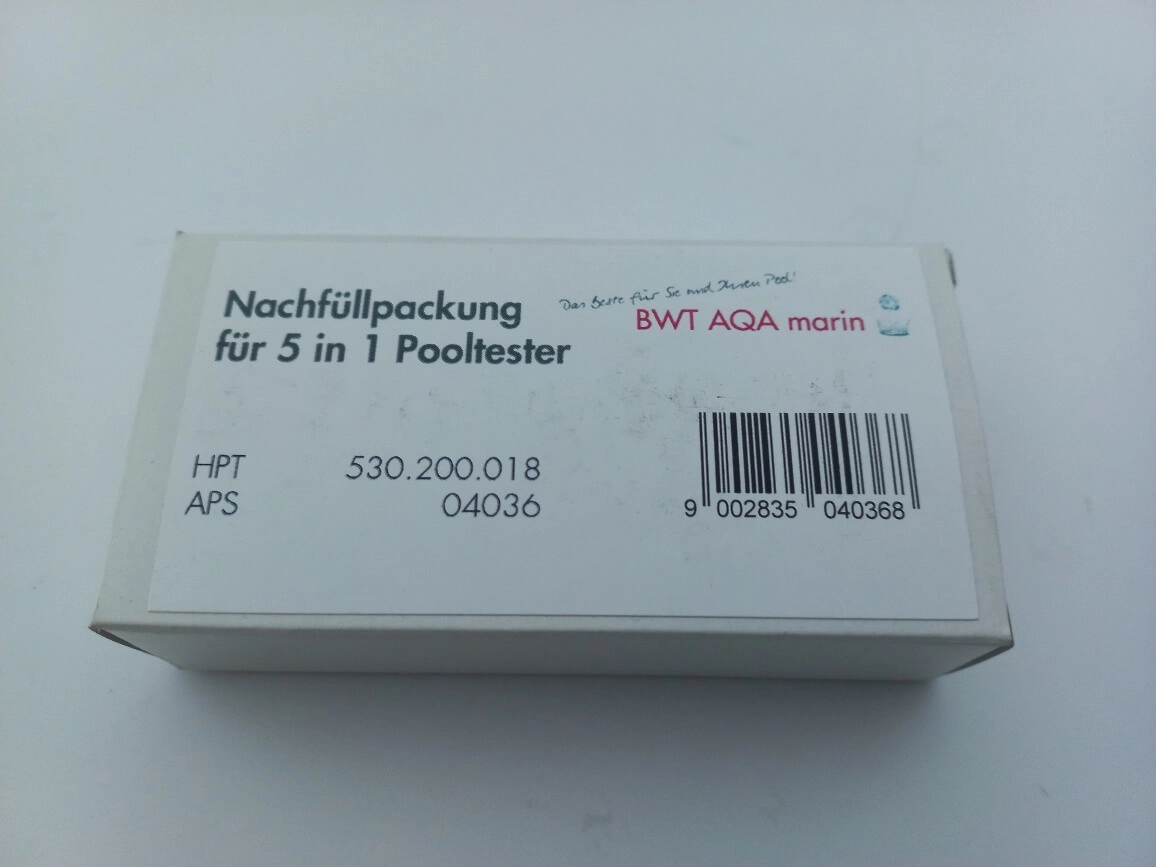 Nachfüllpackung
für 5 in 1 Pooltester
Das Beste für Sie und Ihren Pool!
BWT AQA marin
HPT 530.200.018
APS 04036
9 002835 040368